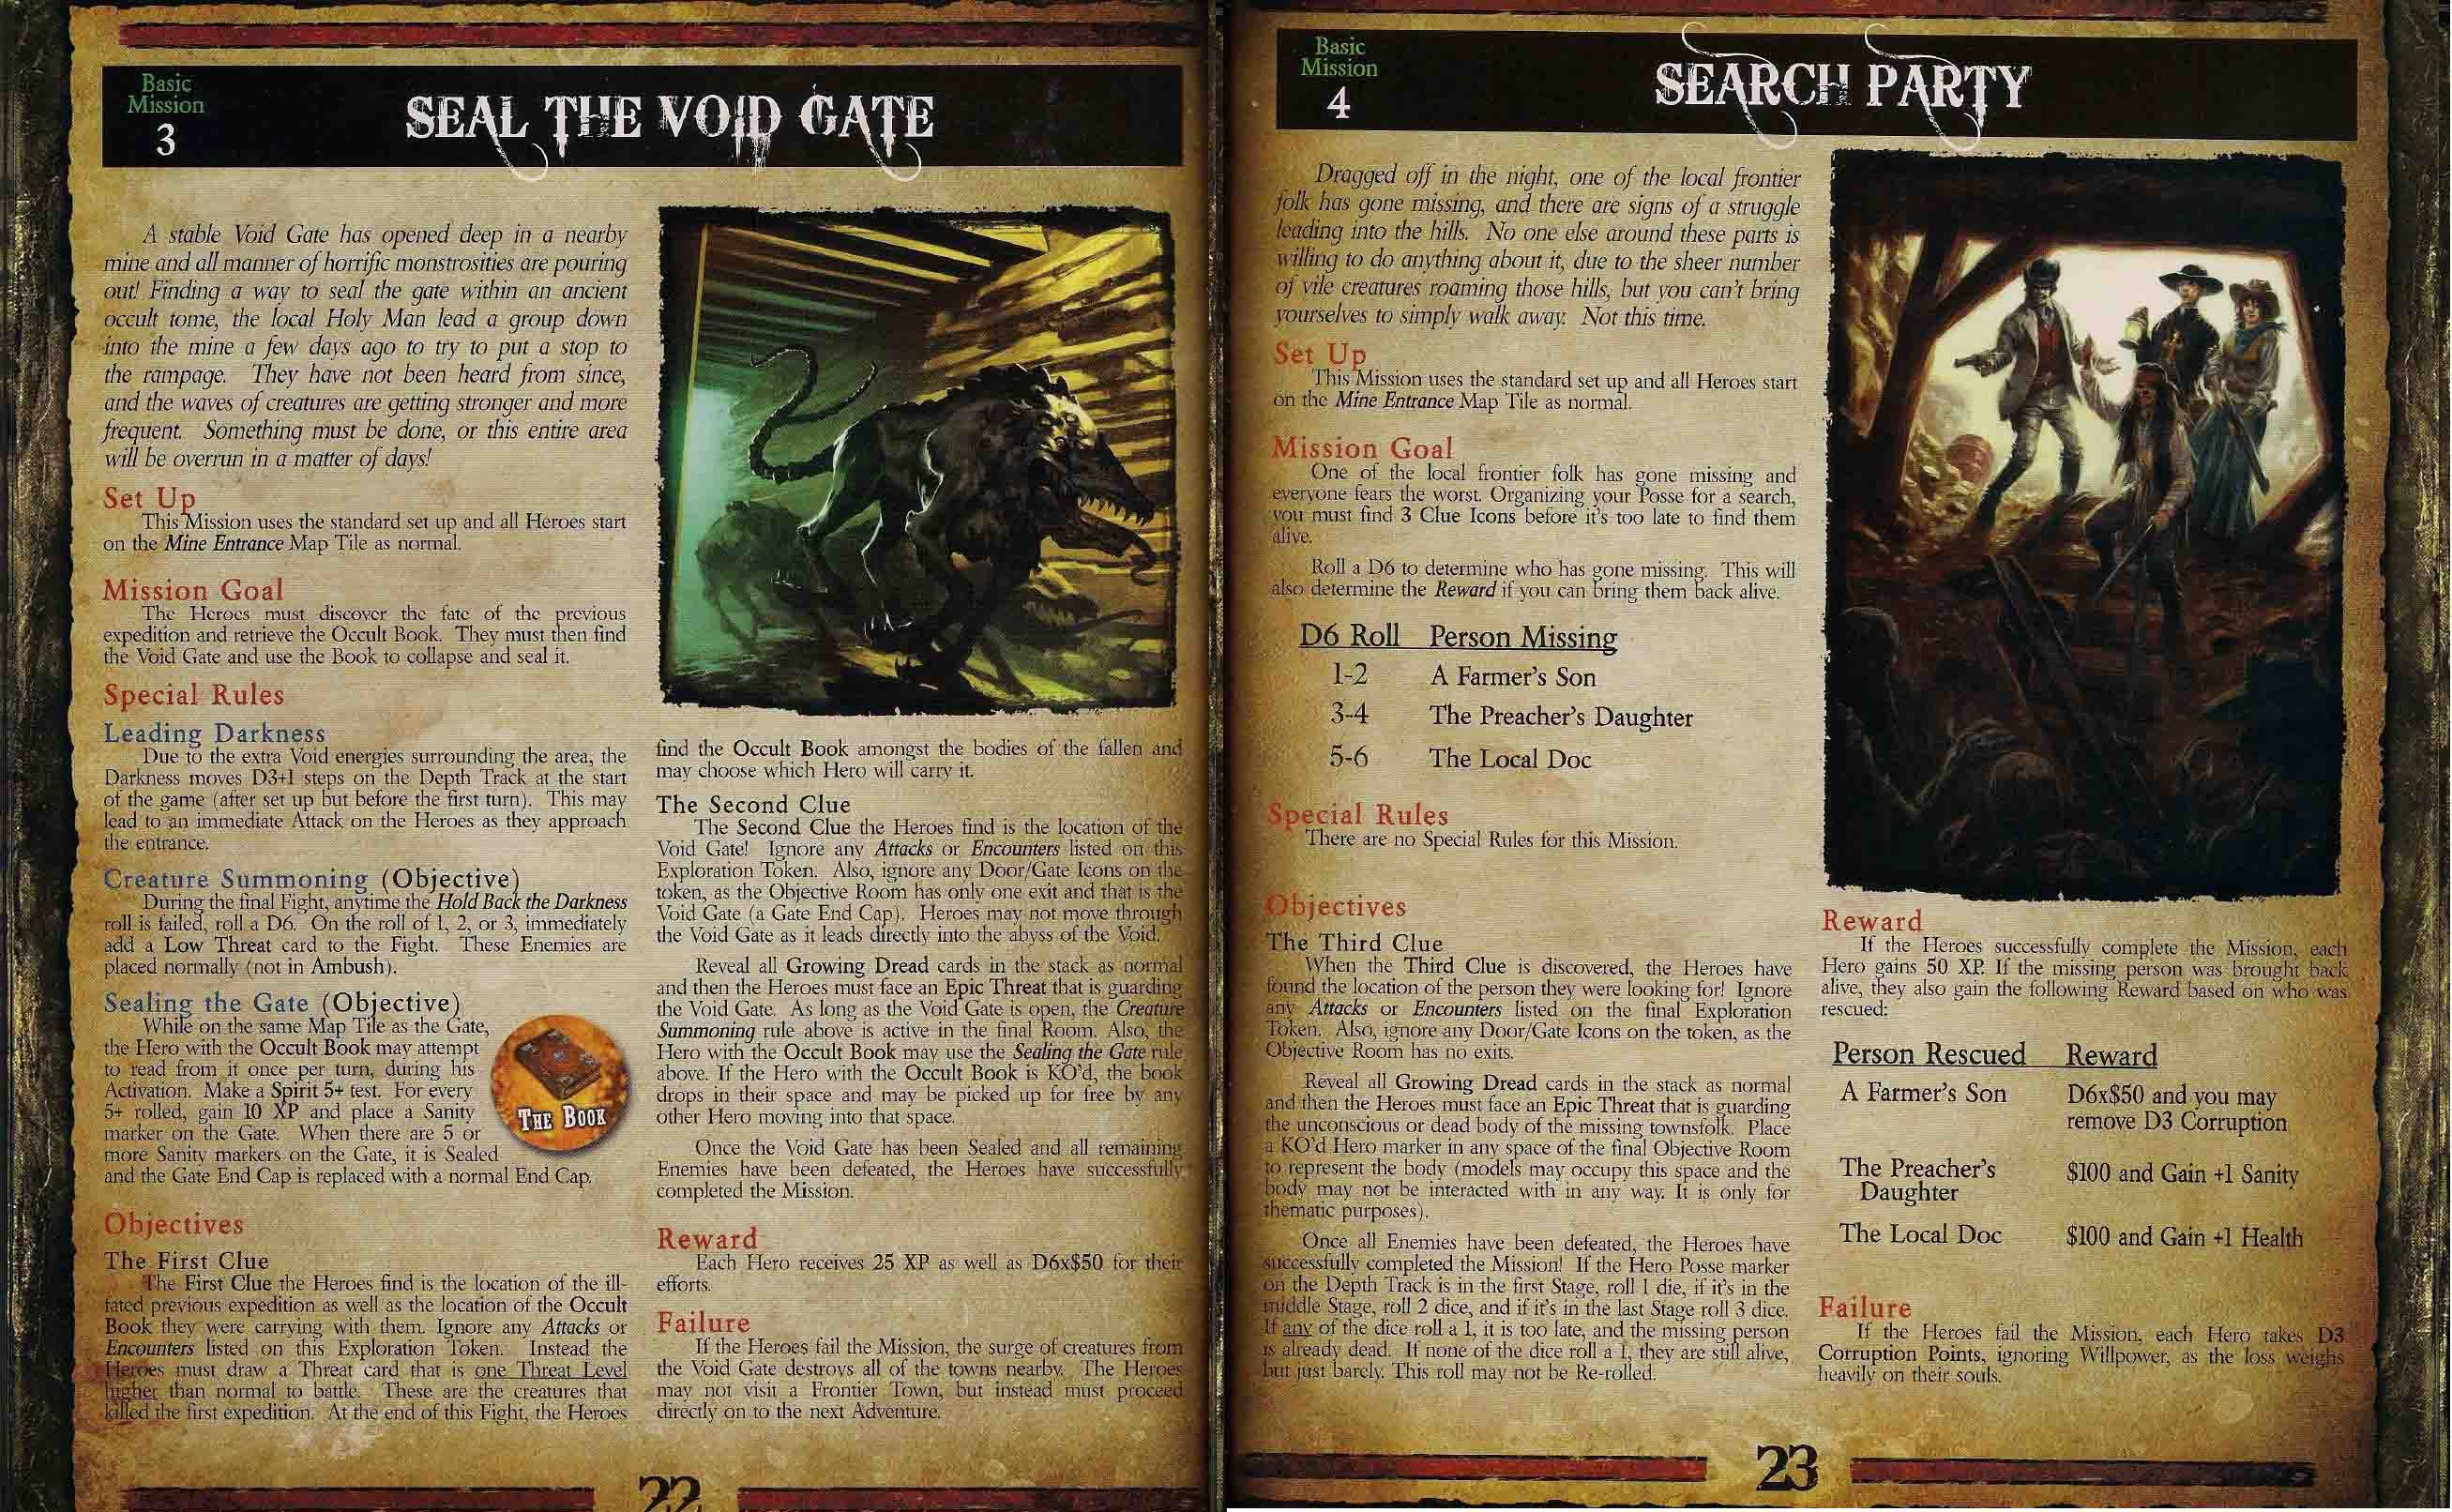 Basic
Mission
3
SEAL THE VOID GATE
A stable Void Gate has opened deep in a nearby
mine and all manner of horrific monstrosities are pouring
out! Finding a way to seal the gate within an ancient
occult tome, the local Holy Man lead a group down
into the mine a few days ago to try to put a stop to
the rampage. They have not been heard from since,
and the waves of creatures are getting stronger and more
frequent. Something must be done, or this entire area
will be overrun in a matter of days!
Set Up
This Mission uses the standard set up and all Heroes start
on the Mine Entrance Map Tile as normal.
Mission Goal
The Heroes must discover the fate of the previous
expedition and retrieve the Occult Book. They must then find
the Void Gate and use the Book to collapse and seal it.
Special Rules
Leading Darkness
Due to the extra Void energies surrounding the area, the
Darkness moves D3+1 steps on the Depth Track at the start
of the game (after set up but before the first turn). This may
lead to an immediate Attack on the Heroes as they approach
the entrance.
Creature Summoning (Objective)
During the final Fight, anytime the Hold Back the Darkness
roll is failed, roll a D6. On the roll of 1, 2, or 3, immediately
add a Low Threat card to the Fight. These Enemies are
placed normally (not in Ambush).
Sealing the Gate (Objective)
While on the same Map Tile as the Gate,
the Hero with the Occult Book may attempt
to read from it once per turn, during his
Activation. Make a Spirit 5+ test. For every
5+ rolled, gain 10 XP and place a Sanity
marker on the Gate. When there are 5 or
more Sanity markers on the Gate, it is Sealed
and the Gate End Cap is replaced with a normal End Cap.
THE BOOK
Objectives
The First Clue
The First Clue the Heroes find is the location of the ill-
fated previous expedition as well as the location of the Occult
Book they were carrying with them. Ignore any Attacks or
Encounters listed on this Exploration Token. Instead the
Heroes must draw a Threat card that is one Threat Level
higher than normal to battle. These are the creatures that
killed the first expedition. At the end of this Fight, the Heroes
find the Occult Book amongst the bodies of the fallen and
may choose which Hero will carry it.
The Second Clue
The Second Clue the Heroes find is the location of the
Void Gate! Ignore any Attacks or Encounters listed on this
Exploration Token. Also, ignore any Door/Gate Icons on the
token, as the Objective Room has only one exit and that is the
Void Gate (a Gate End Cap). Heroes may not move through
the Void Gate as it leads directly into the abyss of the Void.
Reveal all Growing Dread cards in the stack as normal
and then the Heroes must face an Epic Threat that is guarding
the Void Gate. As long as the Void Gate is open, the Creature
Summoning rule above is active in the final Room. Also, the
Hero with the Occult Book may use the Sealing the Gate rule
above. If the Hero with the Occult Book is KO'd, the book
drops in their space and may be picked up for free by any
other Hero moving into that space.
Once the Void Gate has been Sealed and all remaining
Enemies have been defeated, the Heroes have successfully
completed the Mission.
Reward
Each Hero receives 25 XP as well as D6x$50 for their
efforts.
Failure
If the Heroes fail the Mission, the surge of creatures from
the Void Gate destroys all of the towns nearby. The Heroes
may not visit a Frontier Town, but instead must proceed
directly on to the next Adventure.
22
Basic
Mission
4
SEARCH PARTY
Dragged off in the night, one of the local frontier
folk has gone missing, and there are signs of a struggle
leading into the hills. No one else around these parts is
willing to do anything about it, due to the sheer number
of vile creatures roaming those hills, but you can't bring
yourselves to simply walk away. Not this time.
Set Up
This Mission uses the standard set up and all Heroes start
on the Mine Entrance Map Tile as normal.
Mission Goal
One of the local frontier folk has gone missing and
everyone fears the worst. Organizing your Posse for a search,
you must find 3 Clue Icons before it's too late to find them
alive.
Roll a D6 to determine who has gone missing. This will
also determine the Reward if you can bring them back alive.
D6 Roll Person Missing
1-2 A Farmer's Son
3-4 The Preacher's Daughter
5-6 The Local Doc
Special Rules
There are no Special Rules for this Mission.
Objectives
The Third Clue
When the Third Clue is discovered, the Heroes have
found the location of the person they were looking for! Ignore
any Attacks or Encounters listed on the final Exploration
Token. Also, ignore any Door/Gate Icons on the token, as the
Objective Room has no exits.
Reveal all Growing Dread cards in the stack as normal
and then the Heroes must face an Epic Threat that is guarding
the unconscious or dead body of the missing townsfolk. Place
a KO'd Hero marker in any space of the final Objective Room
to represent the body (models may occupy this space and the
body may not be interacted with in any way. It is only for
thematic purposes).
Once all Enemies have been defeated, the Heroes have
successfully completed the Mission! If the Hero Posse marker
on the Depth Track is in the first Stage, roll 1 die, if it's in the
middle Stage, roll 2 dice, and if it's in the last Stage roll 3 dice.
If any of the dice roll a 1, it is too late, and the missing person
is already dead. If none of the dice roll a 1, they are still alive,
but just barely. This roll may not be Re-rolled.
Reward
If the Heroes successfully complete the Mission, each
Hero gains 50 XP. If the missing person was brought back
alive, they also gain the following Reward based on who was
rescued:
Person Rescued Reward
A Farmer's Son D6x$50 and you may
remove D3 Corruption
The Preacher's $100 and Gain +1 Sanity
Daughter
The Local Doc $100 and Gain +1 Health
Failure
If the Heroes fail the Mission, each Hero takes D3
Corruption Points, ignoring Willpower, as the loss weighs
heavily on their souls.
23